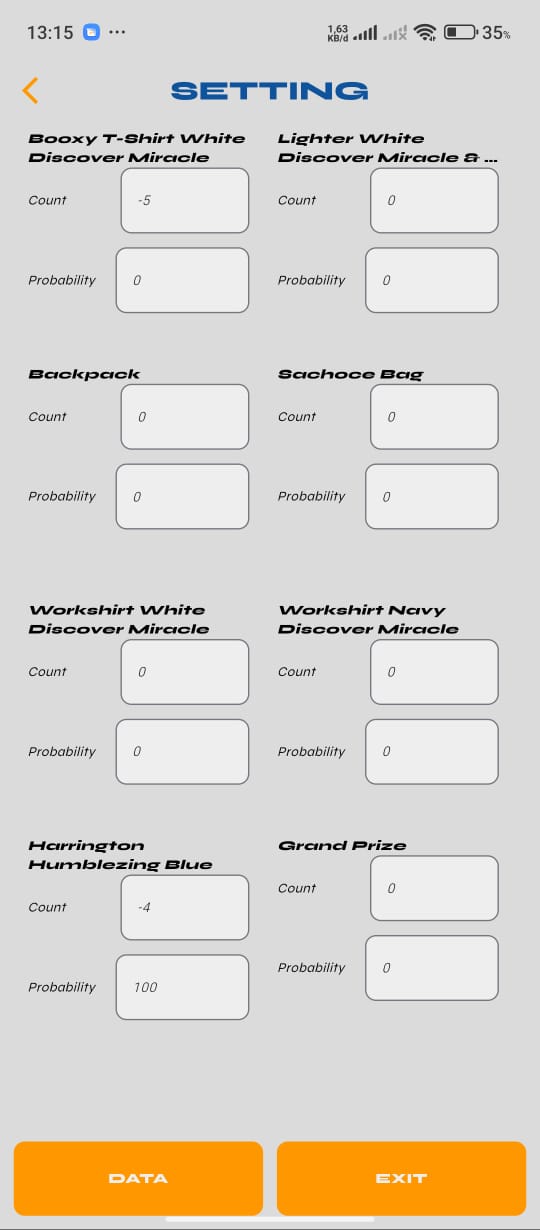 13:15 ... 1,63 KB/d 35%
SETTING
Booxy T-Shirt White
Discover Miracle
Count -5
Probability 0
Lighter White
Discover Miracle & ...
Count 0
Probability 0
Backpack
Count 0
Probability 0
Sachoce Bag
Count 0
Probability 0
Workshirt White
Discover Miracle
Count 0
Probability 0
Workshirt Navy
Discover Miracle
Count 0
Probability 0
Harrington
Humblezing Blue
Count -4
Probability 100
Grand Prize
Count 0
Probability 0
DATA
EXIT